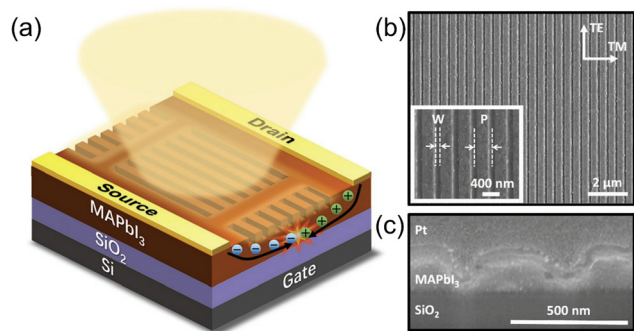 (a)
Drain
Source
MAPbI₃
SiO₂
Si
Gate
(b)
TE
TM
W
P
400 nm
2 µm
(c)
Pt
MAPbI₃
SiO₂
500 nm